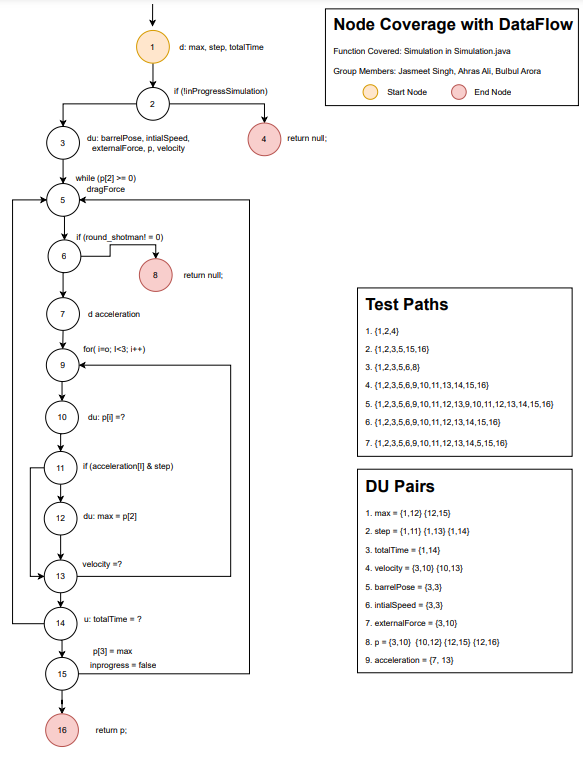 Node Coverage with DataFlow
Function Covered: Simulation in Simulation.java
Group Members: Jasmeet Singh, Ahras Ali, Bulbul Arora
Start Node
End Node
1
d: max, step, totalTime
if (!inProgressSimulation)
2
3
du: barrelPose, intialSpeed,
externalForce, p, velocity
4
return null;
while (p[2] >= 0)
dragForce
5
if (round_shotman! = 0)
6
8
return null;
7
d acceleration
for( i=o; I<3; i++)
9
10
du: p[i] =?
11
if (acceleration[I] & step)
12
du: max = p[2]
velocity =?
13
14
u: totalTime = ?
p[3] = max
inprogress = false
15
16
return p;
Test Paths
1. {1,2,4}
2. {1,2,3,5,15,16}
3. {1,2,3,5,6,8}
4. {1,2,3,5,6,9,10,11,13,14,15,16}
5. {1,2,3,5,6,9,10,11,12,13,9,10,11,12,13,14,15,16}
6. {1,2,3,5,6,9,10,11,12,13,14,15,16}
7. {1,2,3,5,6,9,10,11,12,13,14,5,15,16}
DU Pairs
1. max = {1,12} {12,15}
2. step = {1,11} {1,13} {1,14}
3. totalTime = {1,14}
4. velocity = {3,10} {10,13}
5. barrelPose = {3,3}
6. intialSpeed = {3,3}
7. externalForce = {3,10}
8. p = {3,10} {10,12} {12,15} {12,16}
9. acceleration = {7, 13}